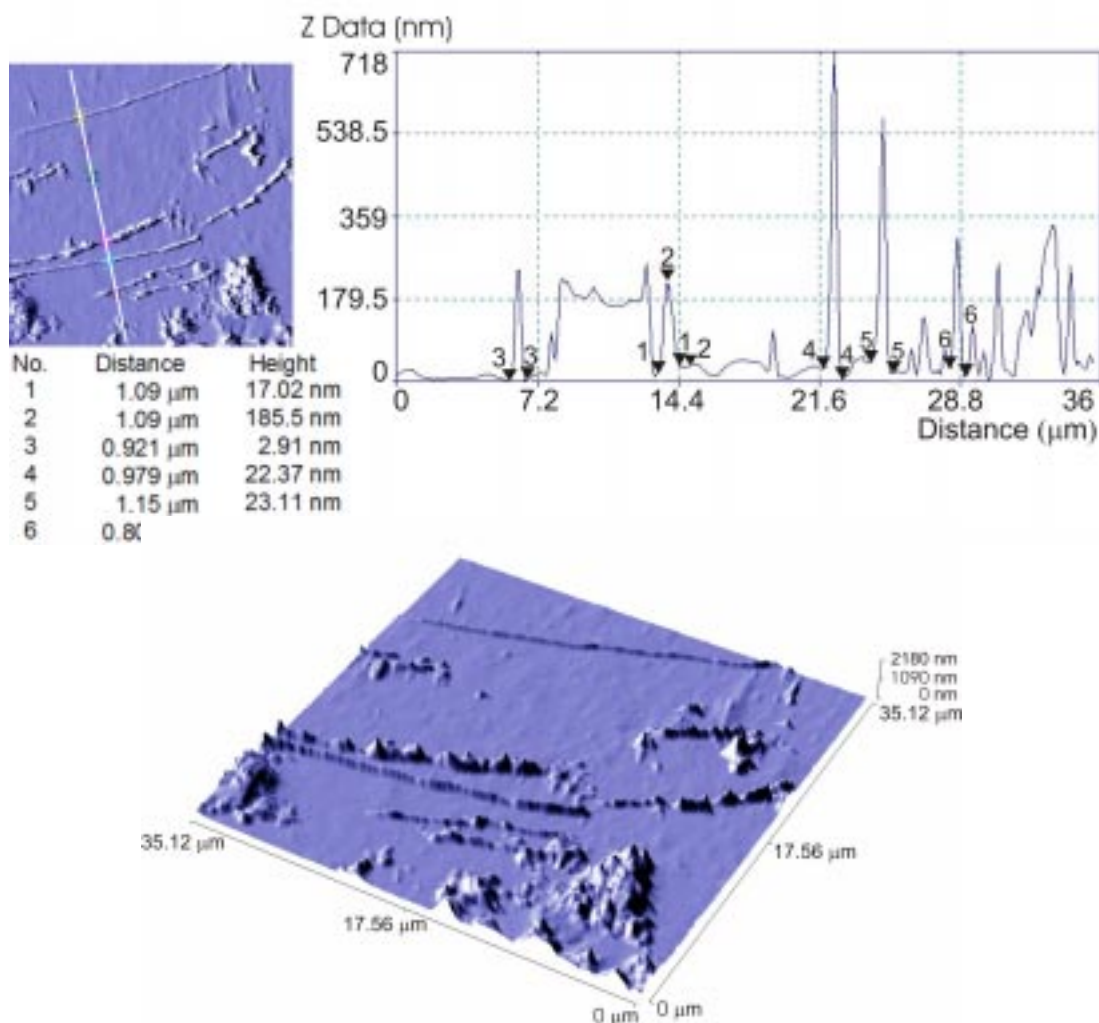 Z Data (nm)
718
538.5
359
179.5
0
2
3 3 1 1 2 4 4 5 5 6 6
0 7.2 14.4 21.6 28.8 36
Distance (μm)
No. Distance Height
1 1.09 μm 17.02 nm
2 1.09 μm 185.5 nm
3 0.921 μm 2.91 nm
4 0.979 μm 22.37 nm
5 1.15 μm 23.11 nm
6
2180 nm
1090 nm
0 nm
35.12 μm
17.56 μm
35.12 μm
17.56 μm
0 μm 0 μm